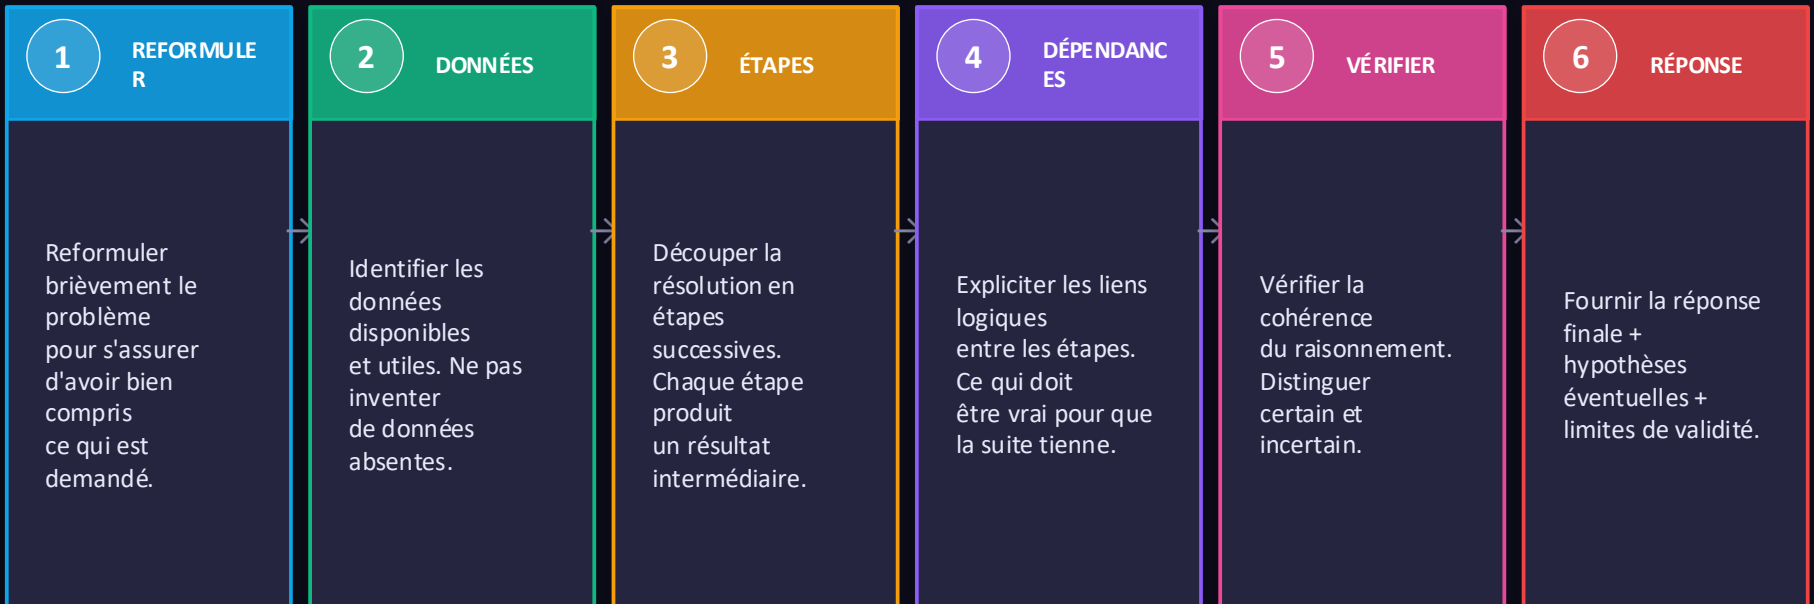 1
REFORMULE
R
Reformuler
brièvement le
problème
pour s'assurer
d'avoir bien
compris
ce qui est
demandé.
2
DONNÉES
Identifier les
données
disponibles
et utiles. Ne pas
inventer
de données
absentes.
3
ÉTAPES
Découper la
résolution en
étapes
successives.
Chaque étape
produit
un résultat
intermédiaire.
4
DÉPENDANC
ES
Expliciter les liens
logiques
entre les étapes.
Ce qui doit
être vrai pour que
la suite tienne.
5
VÉRIFIER
Vérifier la
cohérence
du raisonnement.
Distinguer
certain et
incertain.
6
RÉPONSE
Fournir la réponse
finale +
hypothèses
éventuelles +
limites de validité.